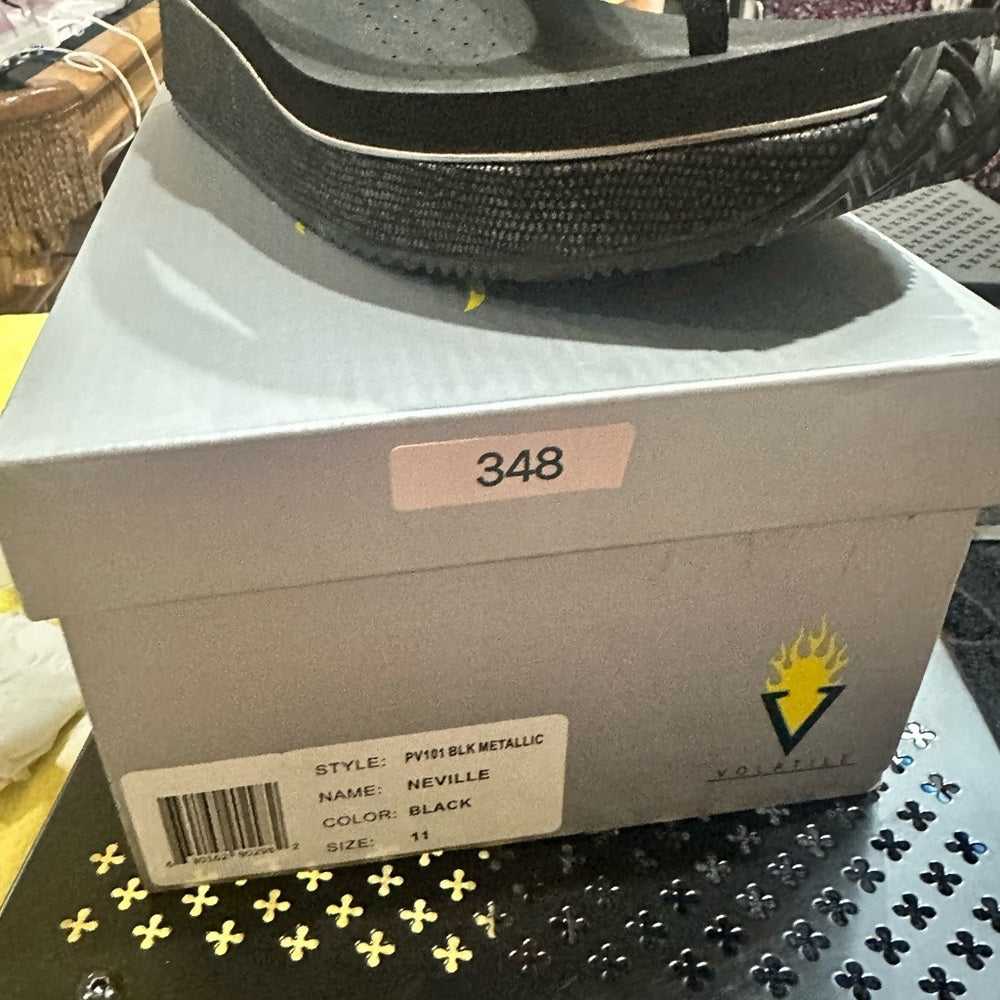 348
STYLE: PV101 BLK METALLIC
NAME: NEVILLE
COLOR: BLACK
SIZE: 11
VOLATILE